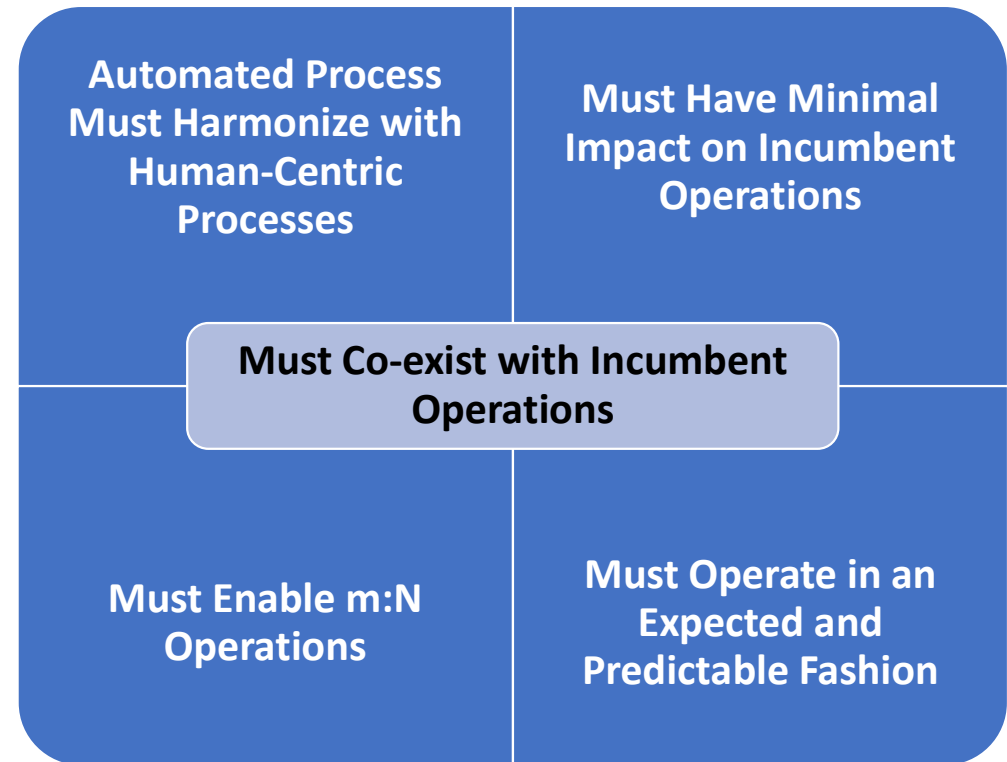 Automated Process
Must Harmonize with
Human-Centric
Processes
Must Have Minimal
Impact on Incumbent
Operations
Must Co-exist with Incumbent
Operations
Must Enable m:N
Operations
Must Operate in an
Expected and
Predictable Fashion